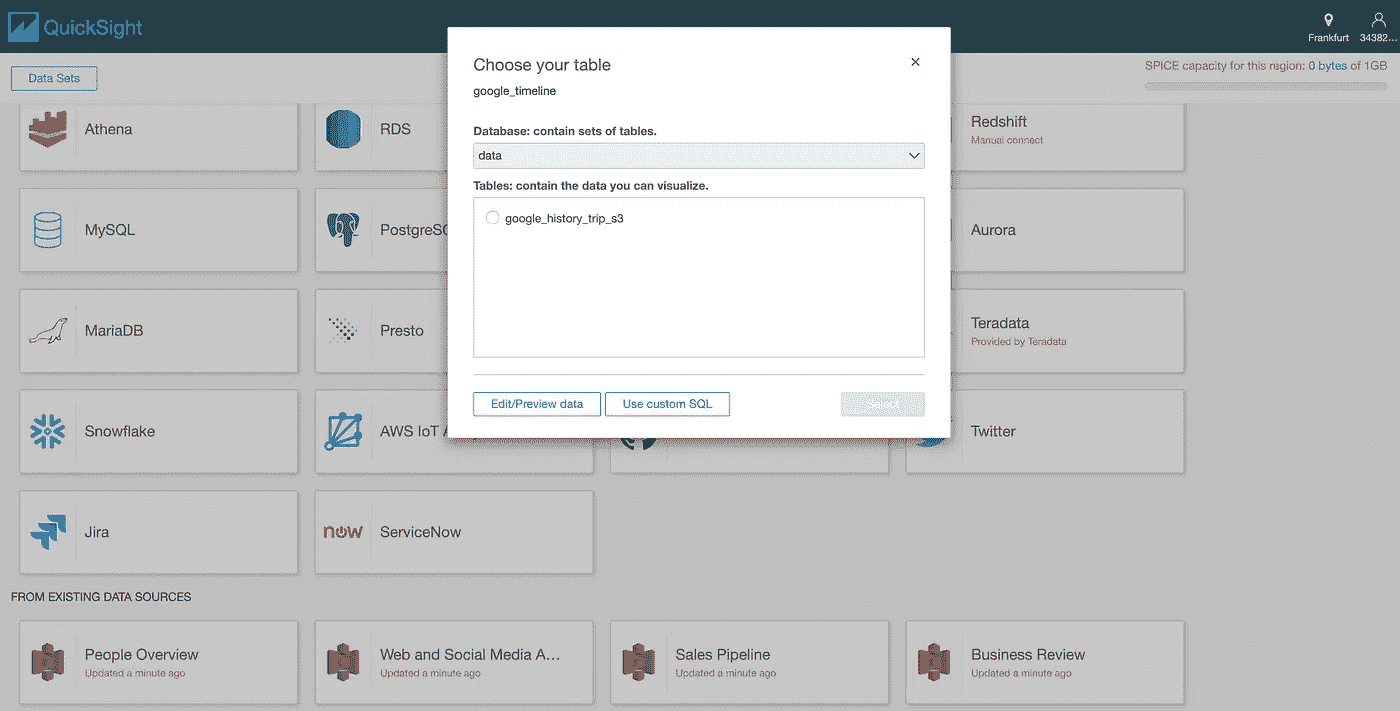 QuickSight
Frankfurt
34382...
Data Sets
SPICE capacity for this region: 0 bytes of 1GB
Choose your table
google_timeline
Database: contain sets of tables.
data
Tables: contain the data you can visualize.
google_history_trip_s3
Edit/Preview data
Use custom SQL
Select
Athena
RDS
Redshift
Manual connect
MySQL
PostgreSQ
Aurora
MariaDB
Presto
Teradata
Provided by Teradata
Snowflake
AWS IoT A
Twitter
Jira
now
ServiceNow
FROM EXISTING DATA SOURCES
People Overview
Updated a minute ago
Web and Social Media A...
Updated a minute ago
Sales Pipeline
Updated a minute ago
Business Review
Updated a minute ago